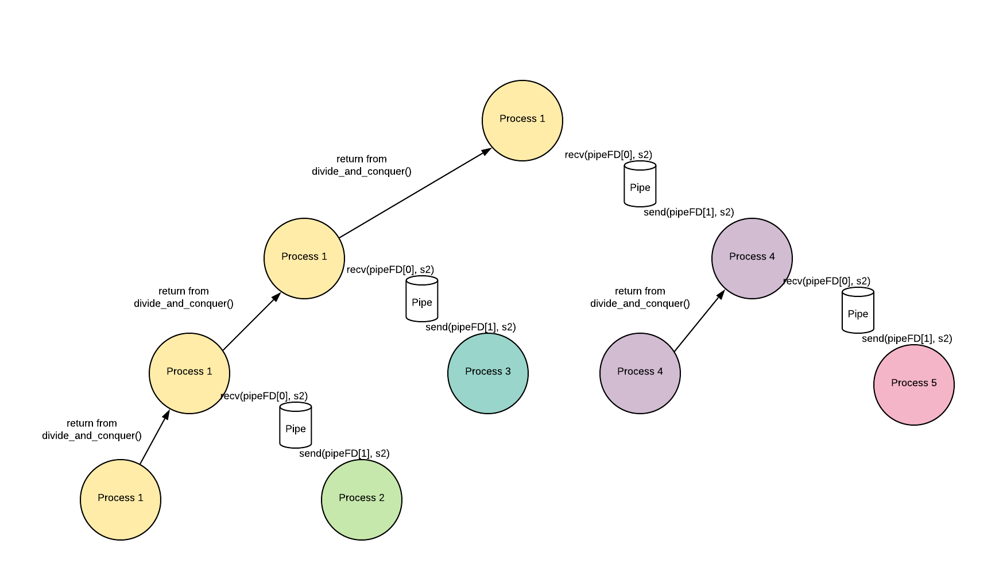 Process 1
return from
divide_and_conquer()
recv(pipeFD[0], s2)
Pipe
send(pipeFD[1], s2)
Process 1
Process 4
return from
divide_and_conquer()
recv(pipeFD[0], s2)
Pipe
send(pipeFD[1], s2)
return from
divide_and_conquer()
recv(pipeFD[0], s2)
Pipe
send(pipeFD[1], s2)
Process 1
Process 3
Process 4
Process 5
return from
divide_and_conquer()
recv(pipeFD[0], s2)
Pipe
send(pipeFD[1], s2)
Process 1
Process 2